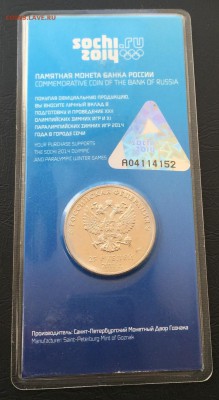 sochi.ru
2014
ПАМЯТНАЯ МОНЕТА БАНКА РОССИИ
COMMEMORATIVE COIN OF THE BANK OF RUSSIA
ПОКУПАЯ ОФИЦИАЛЬНУЮ ПРОДУКЦИЮ,
ВЫ ВНОСИТЕ ЛИЧНЫЙ ВКЛАД В
ПОДГОТОВКУ И ПРОВЕДЕНИЕ XXII
ОЛИМПИЙСКИХ ЗИМНИХ ИГР И XI
ПАРАЛИМПИЙСКИХ ЗИМНИХ ИГР 2014
ГОДА В ГОРОДЕ СОЧИ
YOUR PURCHASE SUPPORTS
THE SOCHI 2014 OLYMPIC
AND PARALYMPIC WINTER GAMES
A04114152
Производитель: Санкт-Петербургский Монетный Двор Гознака
Manufacturer: Saint-Petersburg Mint of Goznak